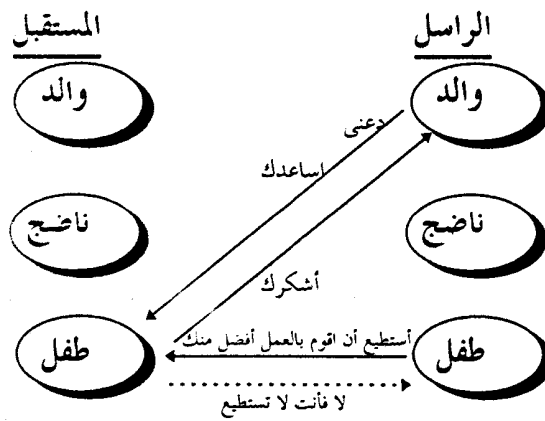 الراسل
المستقبل
والد
والد
دعنى
اساعدك
ناضج
ناضج
أشكرك
أستطيع أن اقوم بالعمل أفضل منك
طفل
طفل
لا فأنت لا تستطيع